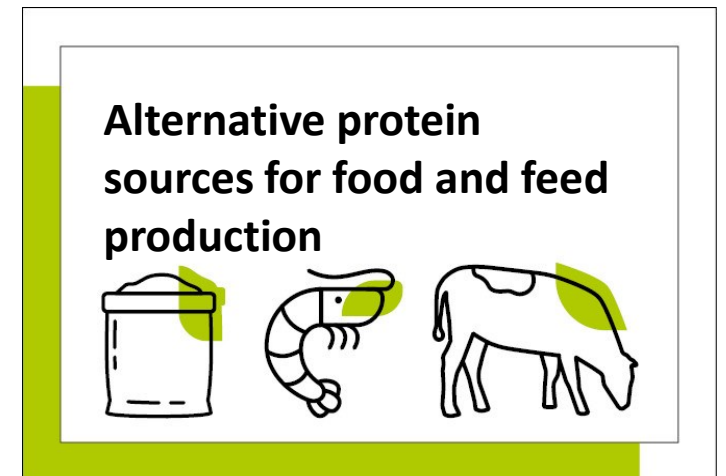 Alternative protein
sources for food and feed
production